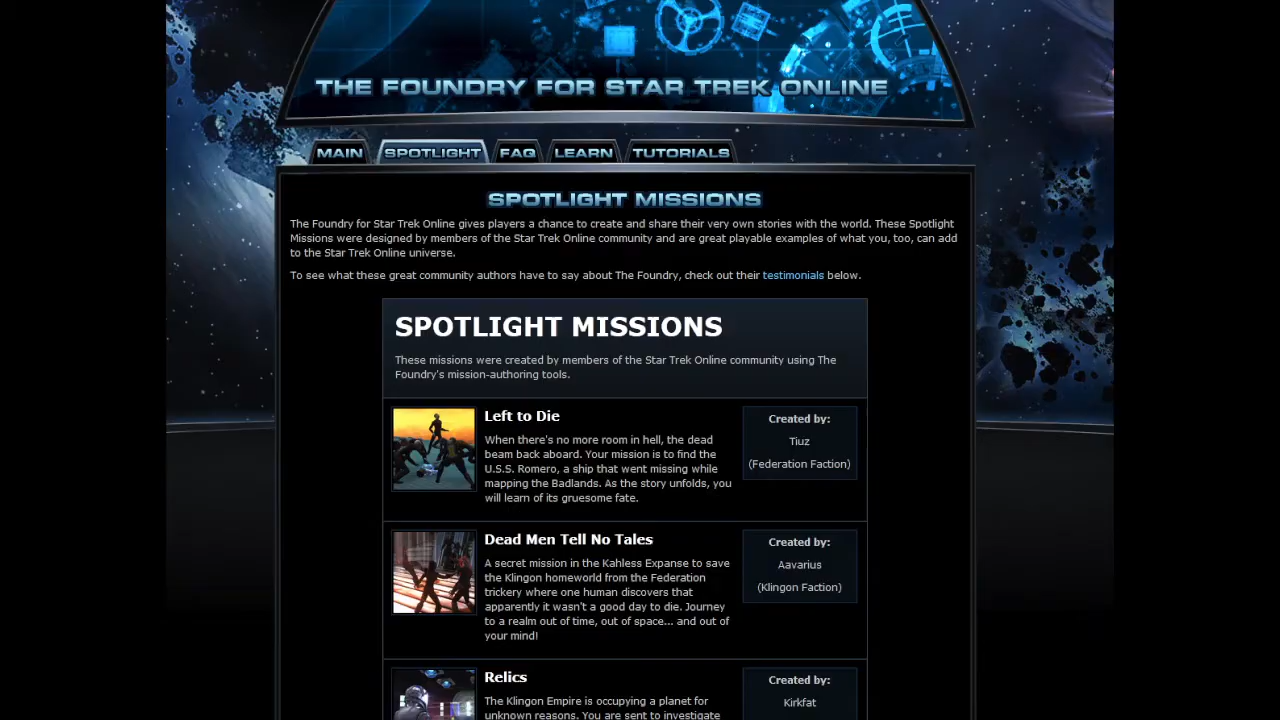 THE FOUNDRY FOR STAR TREK ONLINE
MAIN
SPOTLIGHT
FAQ
LEARN
TUTORIALS
SPOTLIGHT MISSIONS
The Foundry for Star Trek Online gives players a chance to create and share their very own stories with the world. These Spotlight
Missions were designed by members of the Star Trek Online community and are great playable examples of what you, too, can add
to the Star Trek Online universe.
To see what these great community authors have to say about The Foundry, check out their testimonials below.
SPOTLIGHT MISSIONS
These missions were created by members of the Star Trek Online community using The
Foundry's mission-authoring tools.
Left to Die
When there's no more room in hell, the dead
beam back aboard. Your mission is to find the
U.S.S. Romero, a ship that went missing while
mapping the Badlands. As the story unfolds, you
will learn of its gruesome fate.
Created by:
Tiuz
(Federation Faction)
Dead Men Tell No Tales
A secret mission in the Kahless Expanse to save
the Klingon homeworld from the Federation
trickery where one human discovers that
apparently it wasn't a good day to die. Journey
to a realm out of time, out of space... and out of
your mind!
Created by:
Aavarius
(Klingon Faction)
Relics
The Klingon Empire is occupying a planet for
unknown reasons. You are sent to investigate
Created by:
Kirkfat